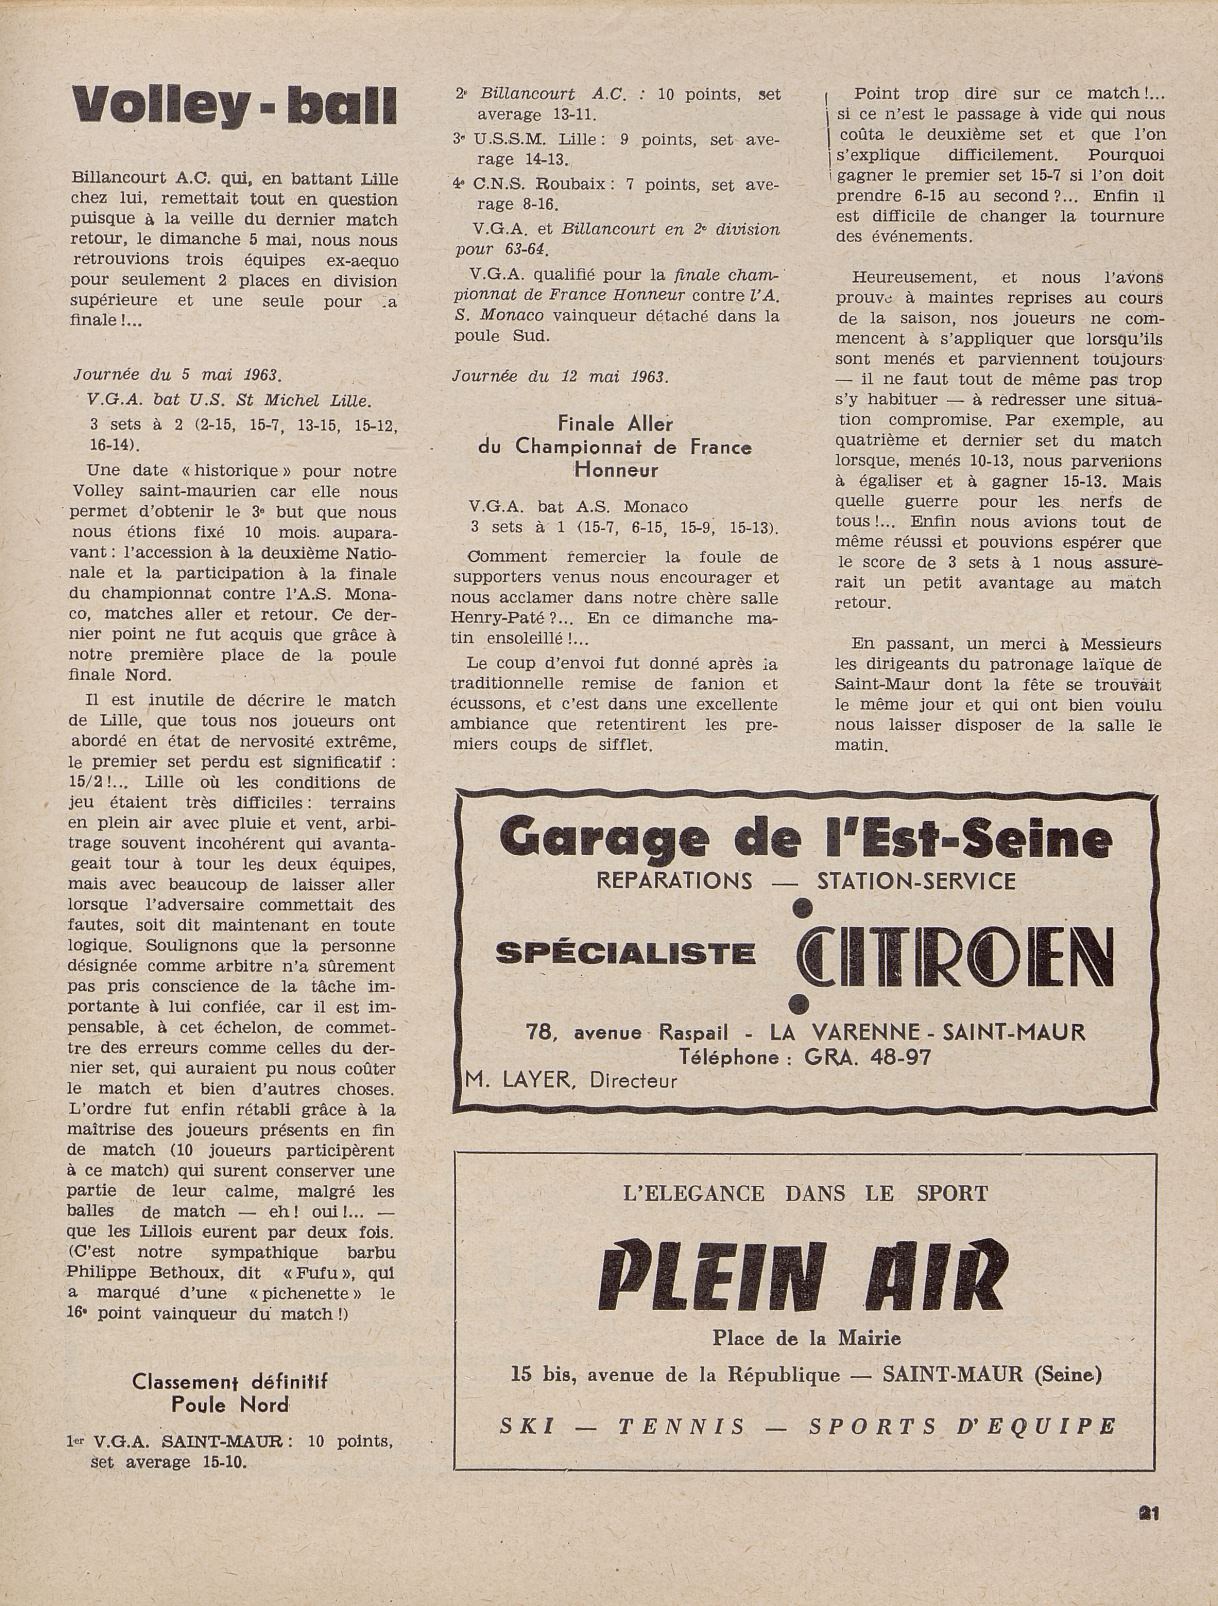 Volley-ball
Billancourt A.C. qui, en battant Lille
chez lui, remettait tout en question
puisque à la veille du dernier match
retour, le dimanche 5 mai, nous nous
retrouvions trois équipes ex-aequo
pour seulement 2 places en division
supérieure et une seule pour .a
finale !...
Journée du 5 mai 1963.
V.G.A. bat U.S. St Michel Lille.
3 sets à 2 (2-15, 15-7, 13-15, 15-12,
16-14).
Une date « historique » pour notre
Volley saint-maurien car elle nous
permet d'obtenir le 3e but que nous
nous étions fixé 10 mois. aupara-
vant : l'accession à la deuxième Natio-
nale et la participation à la finale
du championnat contre l'A.S. Mona-
co, matches aller et retour. Ce der-
nier point ne fut acquis que grâce à
notre première place de la poule
finale Nord.
Il est inutile de décrire le match
de Lille, que tous nos joueurs ont
abordé en état de nervosité extrême,
le premier set perdu est significatif :
15/2 !... Lille où les conditions de
jeu étaient très difficiles : terrains
en plein air avec pluie et vent, arbi-
trage souvent incohérent qui avanta-
geait tour à tour les deux équipes,
mais avec beaucoup de laisser aller
lorsque l'adversaire commettait des
fautes, soit dit maintenant en toute
logique. Soulignons que la personne
désignée comme arbitre n'a sûrement
pas pris conscience de la tâche im-
portante à lui confiée, car il est im-
pensable, à cet échelon, de commet-
tre des erreurs comme celles du der-
nier set, qui auraient pu nous coûter
le match et bien d'autres choses.
L'ordre fut enfin rétabli grâce à la
maîtrise des joueurs présents en fin
de match (10 joueurs participèrent
à ce match) qui surent conserver une
partie de leur calme, malgré les
balles de match — eh ! oui !... —
que les Lillois eurent par deux fois.
(C'est notre sympathique barbu
Philippe Bethoux, dit « Fufu », qui
a marqué d'une « pichenette » le
16e point vainqueur du match !)
Classement définitif
Poule Nord
1er V.G.A. SAINT-MAUR : 10 points,
set average 15-10.
2e Billancourt A.C. : 10 points, set
average 13-11.
3e U.S.S.M. Lille : 9 points, set ave-
rage 14-13.
4e C.N.S. Roubaix : 7 points, set ave-
rage 8-16.
V.G.A. et Billancourt en 2e division
pour 63-64.
V.G.A. qualifié pour la finale cham-
pionnat de France Honneur contre l'A.
S. Monaco vainqueur détaché dans la
poule Sud.
Journée du 12 mai 1963.
Finale Aller
du Championnat de France
Honneur
V.G.A. bat A.S. Monaco
3 sets à 1 (15-7, 6-15, 15-9, 15-13).
Comment remercier la foule de
supporters venus nous encourager et
nous acclamer dans notre chère salle
Henry-Paté ?... En ce dimanche ma-
tin ensoleillé !...
Le coup d'envoi fut donné après la
traditionnelle remise de fanion et
écussons, et c'est dans une excellente
ambiance que retentirent les pre-
miers coups de sifflet.
Point trop dire sur ce match !...
si ce n'est le passage à vide qui nous
coûta le deuxième set et que l'on
s'explique difficilement. Pourquoi
gagner le premier set 15-7 si l'on doit
prendre 6-15 au second ?... Enfin il
est difficile de changer la tournure
des événements.
Heureusement, et nous l'avons
prouvé à maintes reprises au cours
de la saison, nos joueurs ne com-
mencent à s'appliquer que lorsqu'ils
sont menés et parviennent toujours
— il ne faut tout de même pas trop
s'y habituer — à redresser une situa-
tion compromise. Par exemple, au
quatrième et dernier set du match
lorsque, menés 10-13, nous parvenions
à égaliser et à gagner 15-13. Mais
quelle guerre pour les nerfs de
tous !... Enfin nous avions tout de
même réussi et pouvions espérer que
le score de 3 sets à 1 nous assure-
rait un petit avantage au match
retour.
En passant, un merci à Messieurs
les dirigeants du patronage laïque de
Saint-Maur dont la fête se trouvait
le même jour et qui ont bien voulu
nous laisser disposer de la salle le
matin.
Garage de l'Est-Seine
REPARATIONS — STATION-SERVICE
SPÉCIALISTE CITROEN
78, avenue Raspail - LA VARENNE - SAINT-MAUR
Téléphone : GRA. 48-97
M. LAYER, Directeur
L'ELEGANCE DANS LE SPORT
PLEIN AIR
Place de la Mairie
15 bis, avenue de la République — SAINT-MAUR (Seine)
SKI — TENNIS — SPORTS D'EQUIPE
21